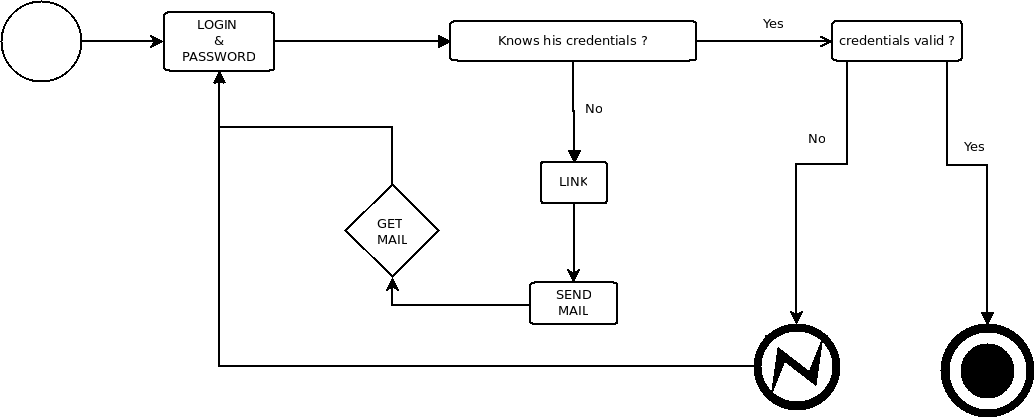 LOGIN
&
PASSWORD
Knows his credentials ?
Yes
credentials valid ?
No
No
Yes
LINK
GET
MAIL
SEND
MAIL